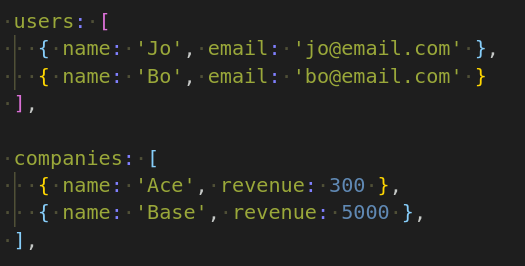 users: [
{ name: 'Jo', email: 'jo@email.com' },
{ name: 'Bo', email: 'bo@email.com' }
],
companies: [
{ name: 'Ace', revenue: 300 },
{ name: 'Base', revenue: 5000 },
],